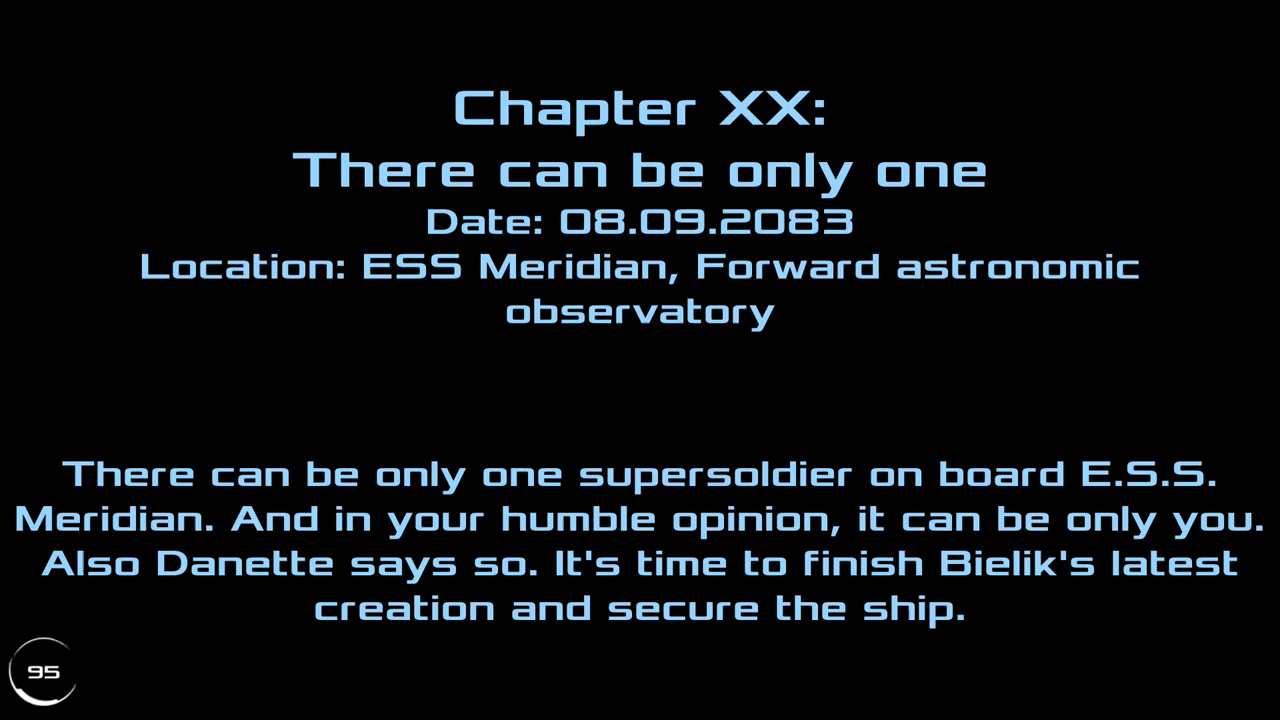 Chapter XX:
There can be only one
Date: 08.09.2083
Location: ESS Meridian, Forward astronomic
observatory
There can be only one supersoldier on board E.S.S.
Meridian. And in your humble opinion, it can be only you.
Also Danette says so. It's time to finish Bielik's latest
creation and secure the ship.
95